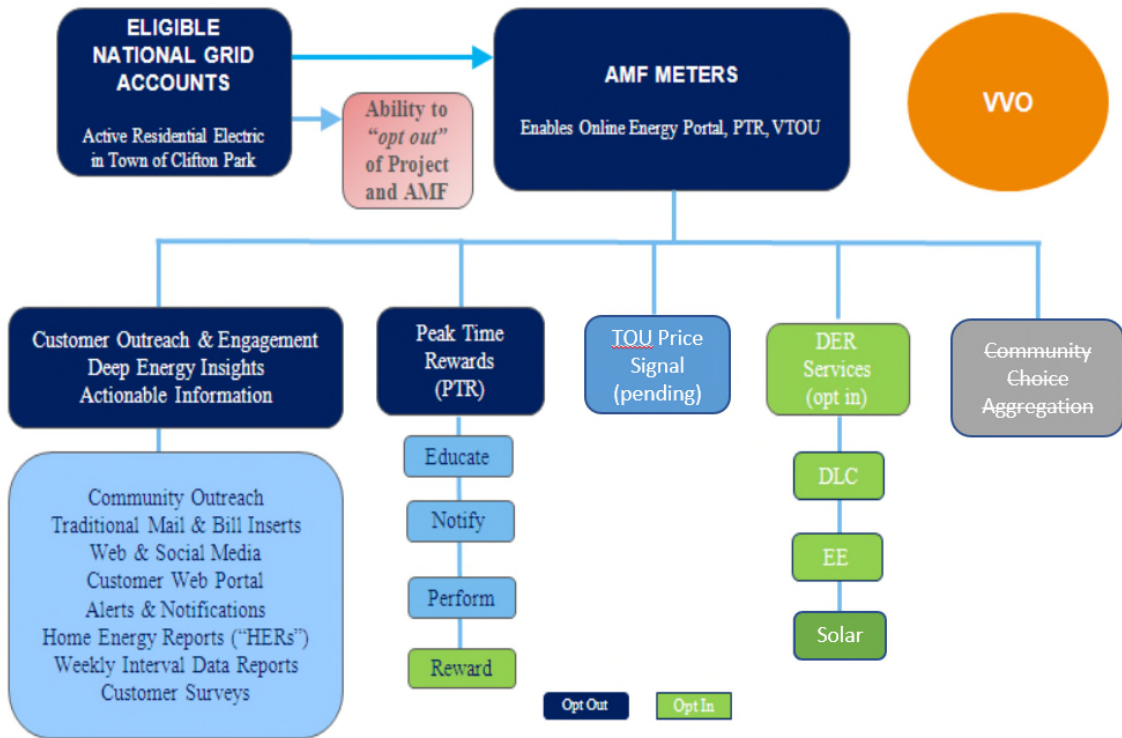 ELIGIBLE
NATIONAL GRID
ACCOUNTS
Active Residential Electric
in Town of Clifton Park
Ability to
“opt out”
of Project
and AMF
AMF METERS
Enables Online Energy Portal, PTR, VTOU
VVO
Customer Outreach & Engagement
Deep Energy Insights
Actionable Information
Community Outreach
Traditional Mail & Bill Inserts
Web & Social Media
Customer Web Portal
Alerts & Notifications
Home Energy Reports (“HERs”)
Weekly Interval Data Reports
Customer Surveys
Peak Time
Rewards
(PTR)
Educate
Notify
Perform
Reward
TOU Price
Signal
(pending)
DER
Services
(opt in)
DLC
EE
Solar
Community
Choice
Aggregation
Opt Out
Opt In